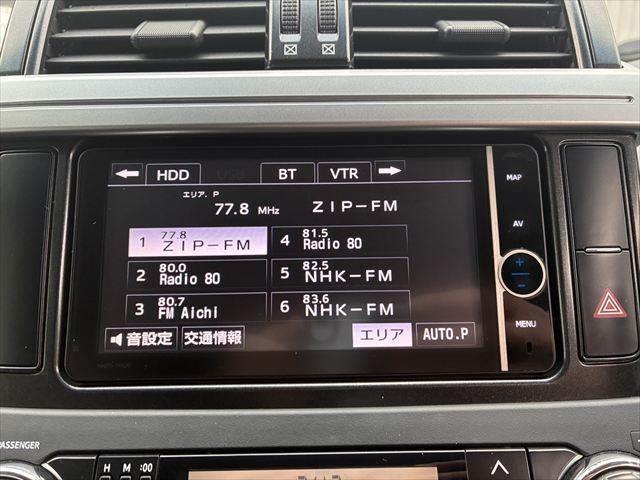 HDD
USB
BT
VTR
MAP
エリア. P
77.8 MHz ZIP-FM
AV
1 77.8 ZIP-FM
4 81.5 Radio 80
2 80.0 Radio 80
5 82.5 NHK-FM
3 80.7 FM Aichi
6 83.6 NHK-FM
+
-
MENU
音設定
交通情報
エリア
AUTO.P
PASSENGER
H M :00